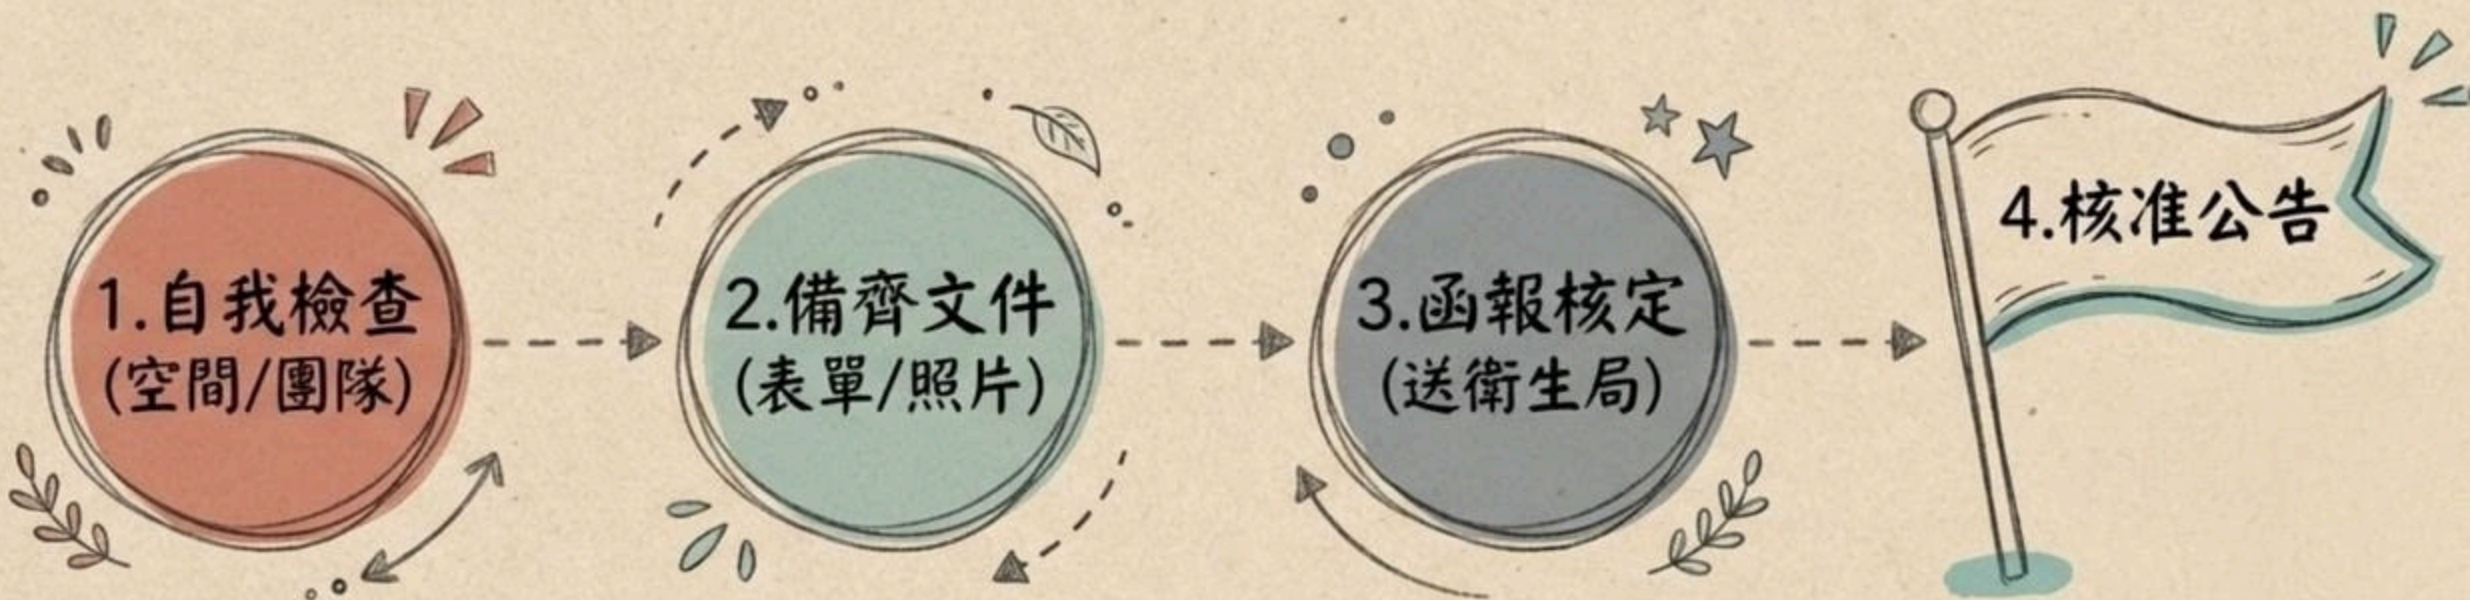 1.自我檢查
(空間/團隊)
2.備齊文件
(表單/照片)
3.函報核定
(送衛生局)
4.核准公告